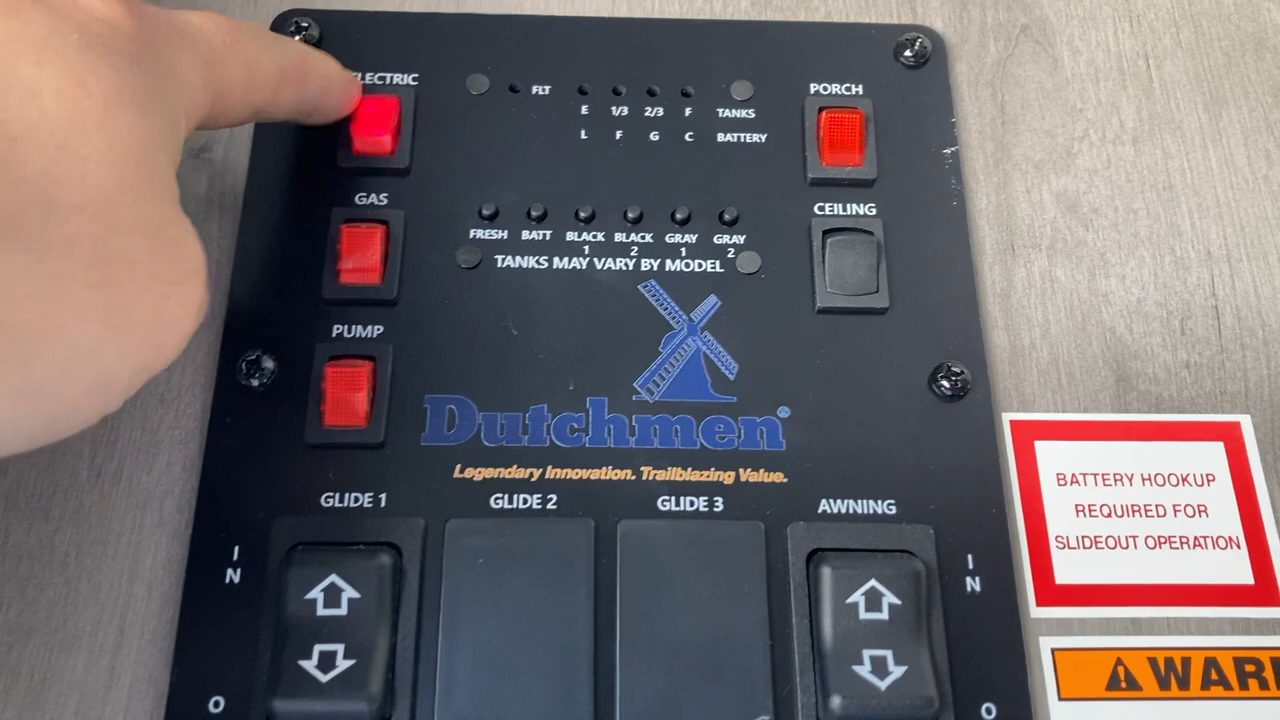 ELECTRIC
FLT
E 1/3 2/3 F TANKS
L F G C BATTERY
PORCH
GAS
FRESH BATT BLACK 1 BLACK 2 GRAY 1 GRAY 2
TANKS MAY VARY BY MODEL
CEILING
PUMP
Dutchmen®
Legendary Innovation. Trailblazing Value.
GLIDE 1 GLIDE 2 GLIDE 3 AWNING
IN
IN
O
O
BATTERY HOOKUP
REQUIRED FOR
SLIDEOUT OPERATION